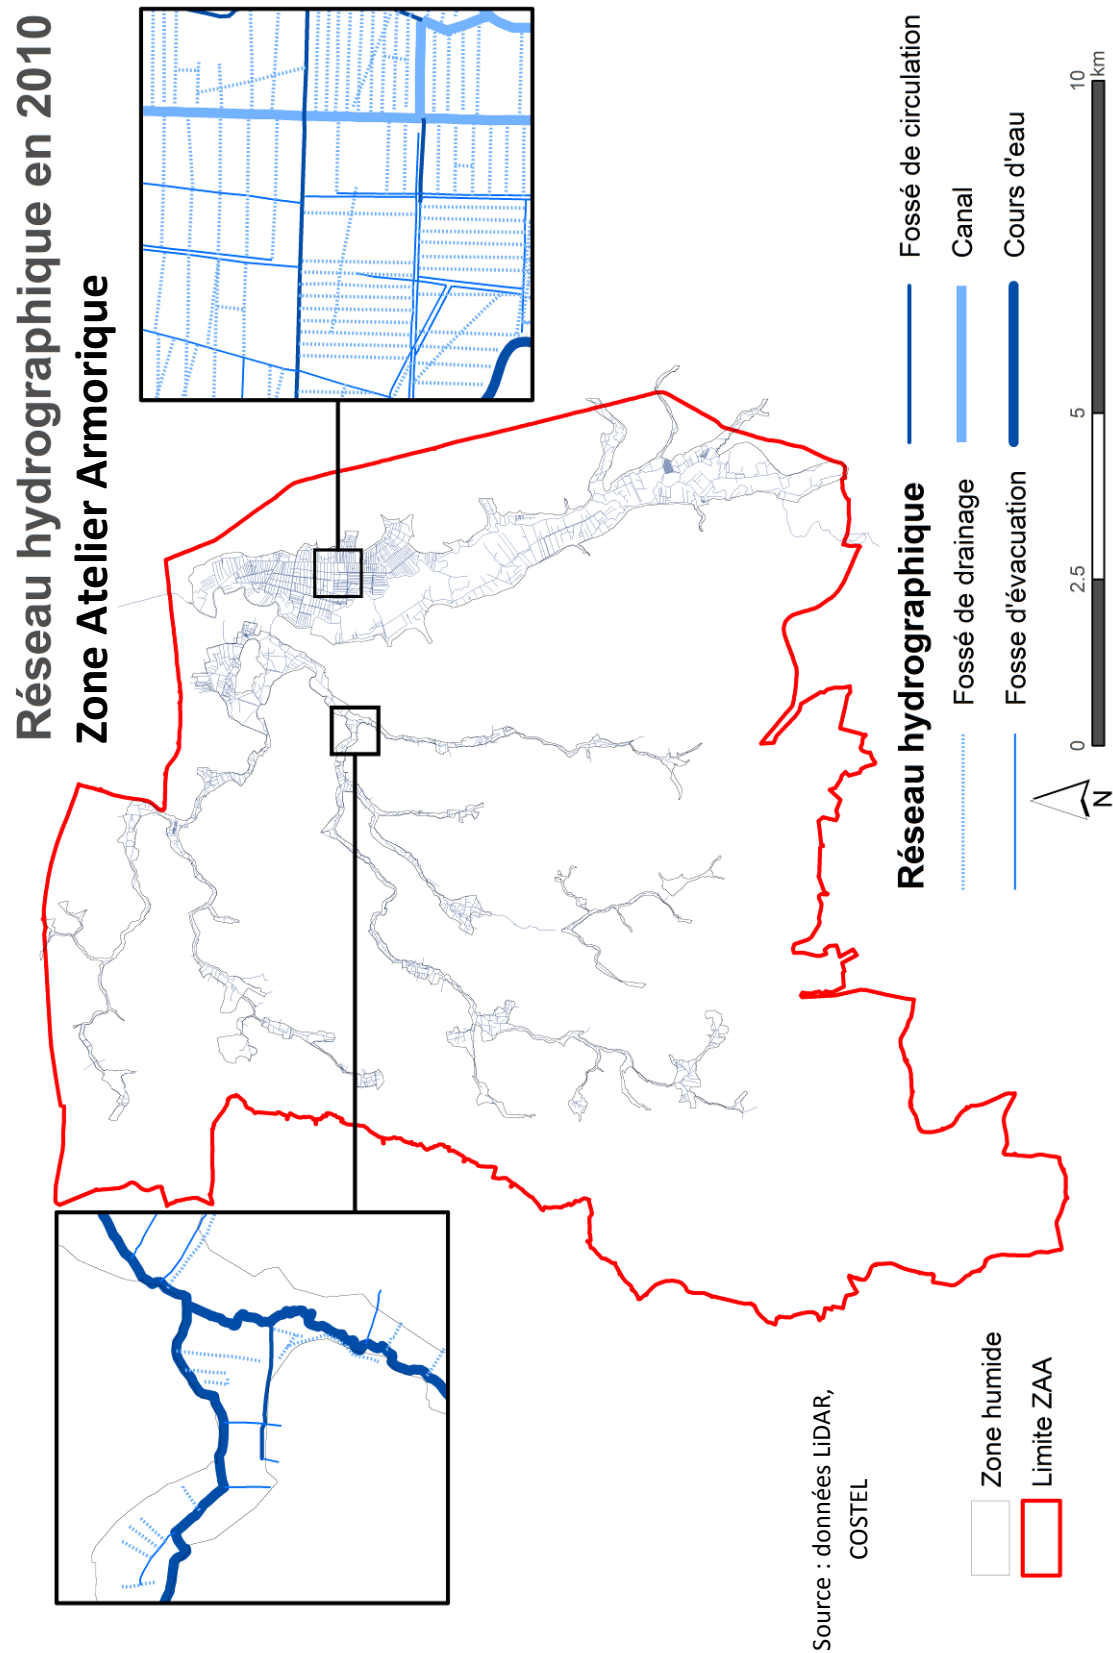 Réseau hydrographique en 2010
Zone Atelier Armorique
Source : données LiDAR,
COSTEL
Zone humide
Limite ZAA
Réseau hydrographique
Fossé de drainage
Fosse d'évacuation
Fossé de circulation
Canal
Cours d'eau
N
0 2.5 5 10
km